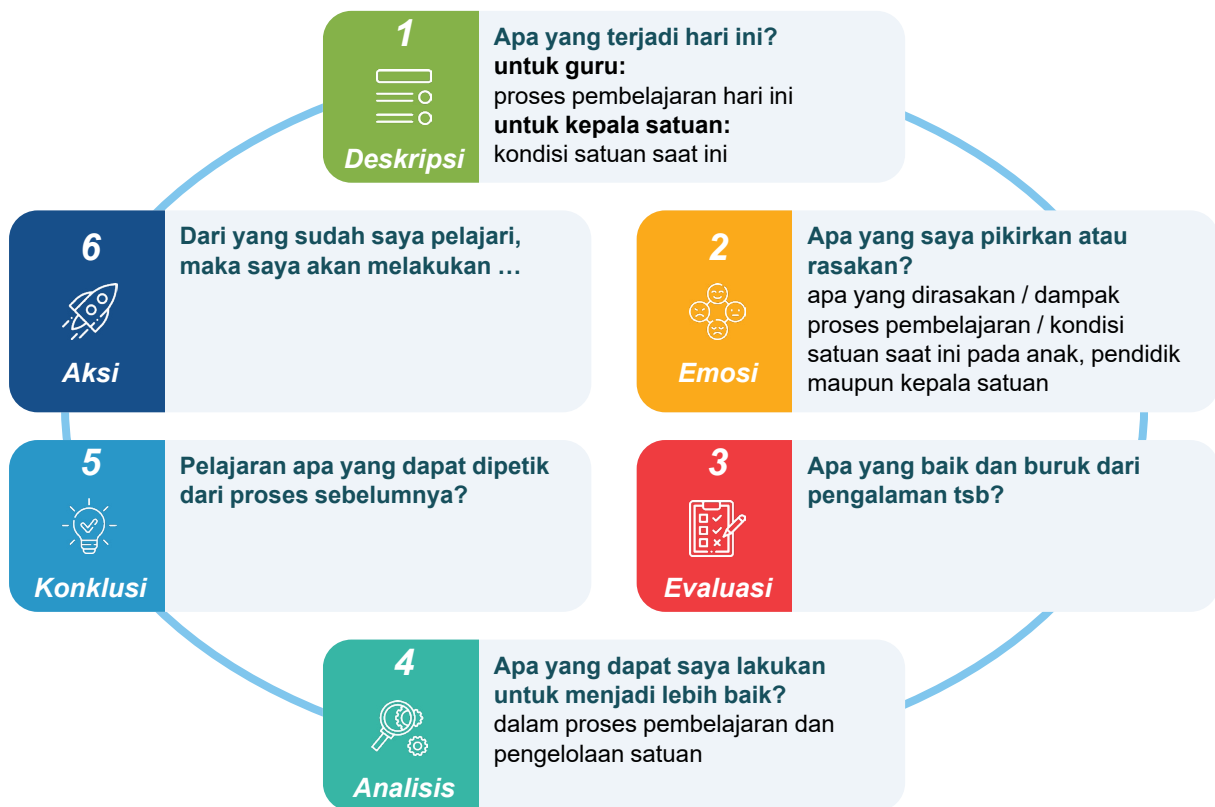 1
Deskripsi
Apa yang terjadi hari ini?
untuk guru:
proses pembelajaran hari ini
untuk kepala satuan:
kondisi satuan saat ini
2
Emosi
Apa yang saya pikirkan atau
rasakan?
apa yang dirasakan / dampak
proses pembelajaran / kondisi
satuan saat ini pada anak, pendidik
maupun kepala satuan
3
Evaluasi
Apa yang baik dan buruk dari
pengalaman tsb?
4
Analisis
Apa yang dapat saya lakukan
untuk menjadi lebih baik?
dalam proses pembelajaran dan
pengelolaan satuan
5
Konklusi
Pelajaran apa yang dapat dipetik
dari proses sebelumnya?
6
Aksi
Dari yang sudah saya pelajari,
maka saya akan melakukan …